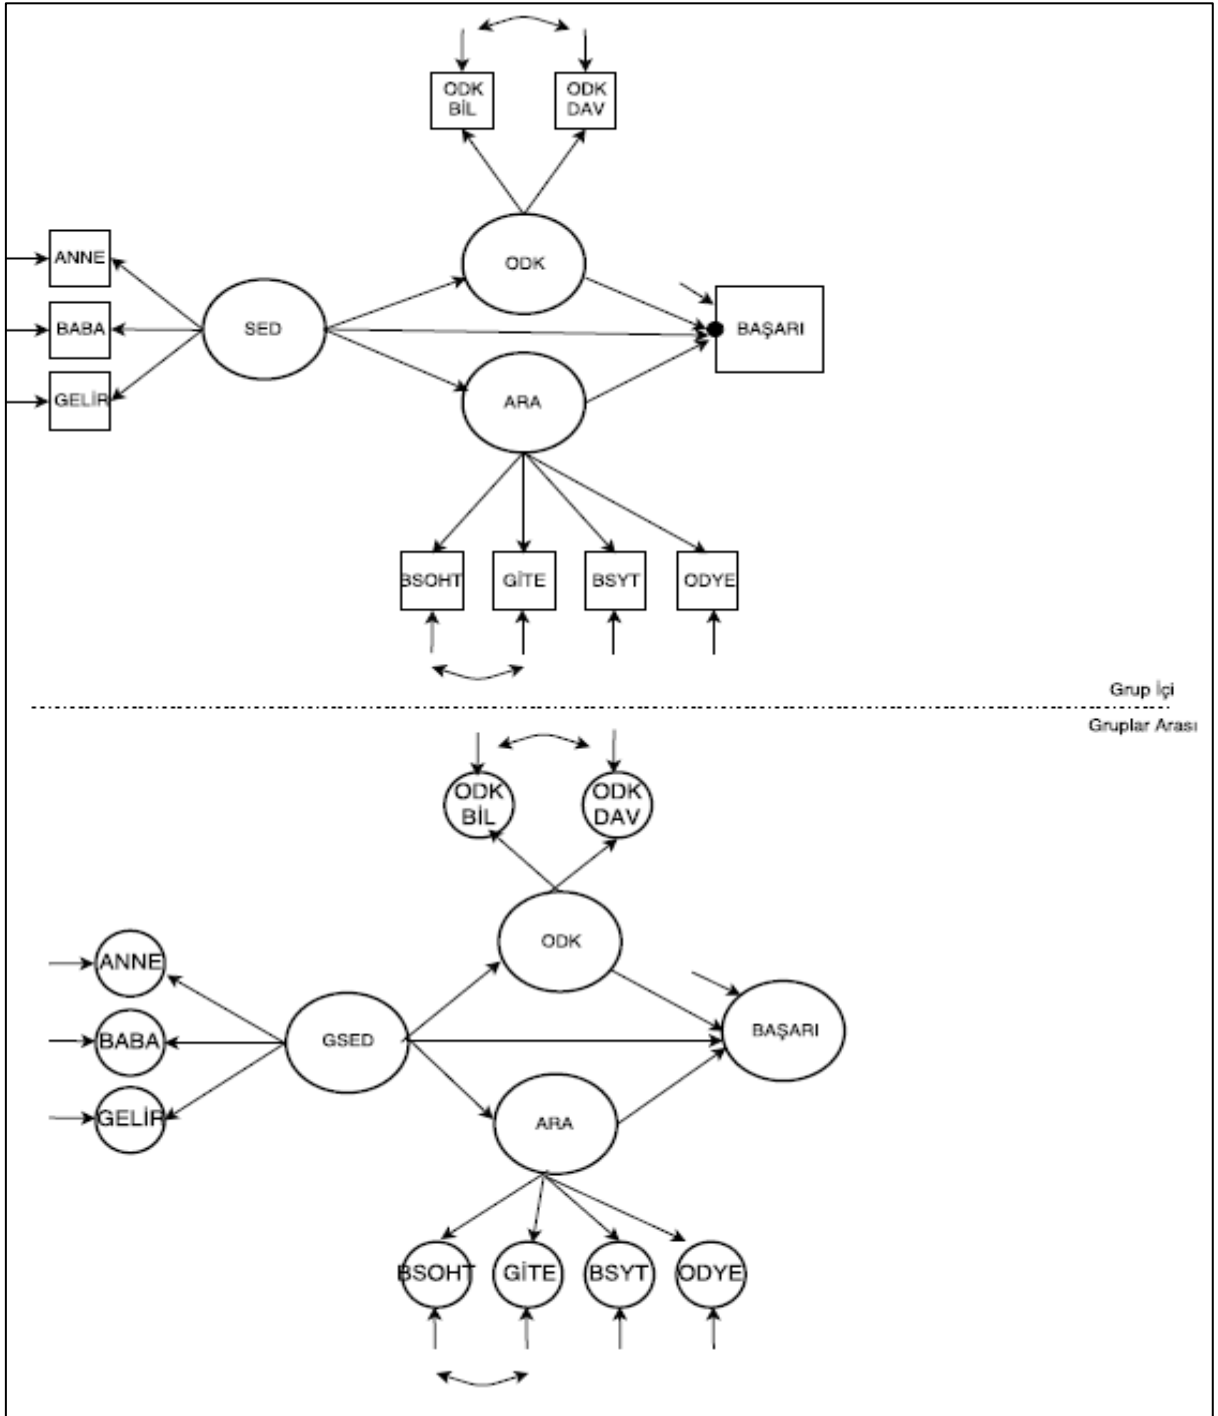 ODK
BİL
ODK
DAV
ANNE
ODK
BABA
SED
BAŞARI
GELİR
ARA
BSOHT
GİTE
BSYT
ODYE
Grup İçi
Gruplar Arası
ODK
BİL
ODK
DAV
ODK
ANNE
BAŞARI
BABA
GSED
GELİR
ARA
BSOHT
GİTE
BSYT
ODYE